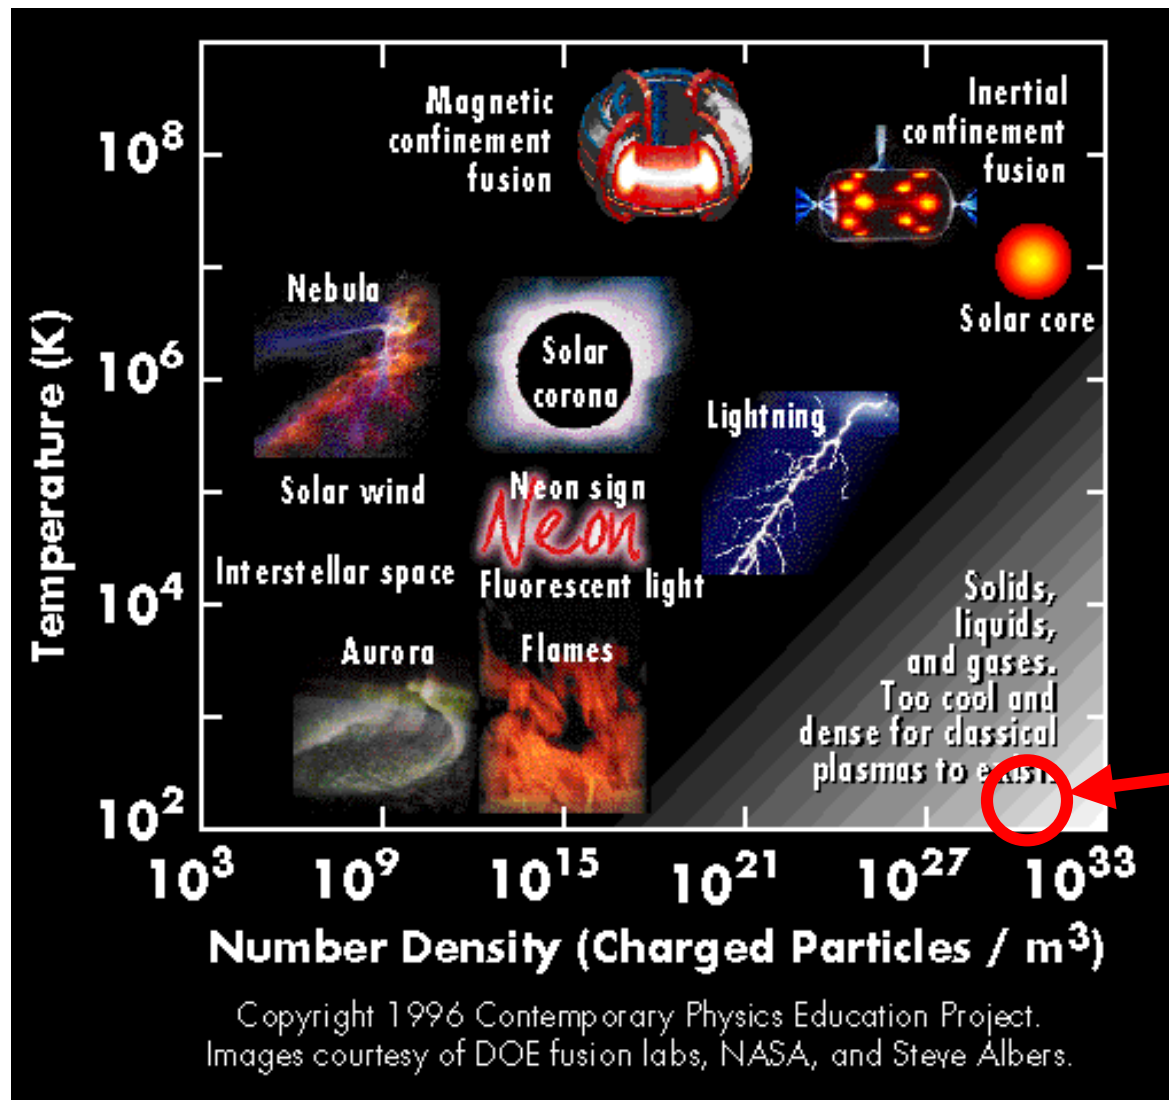 Magnetic
confinement
fusion
Inertial
confinement
fusion
Solar core
Nebula
Solar
corona
Lightning
Solar wind
Neon sign
Neon
Interstellar space
Fluorescent light
Aurora
Flames
Solids,
liquids,
and gases.
Too cool and
dense for classical
plasmas to exist.
Temperature (K)
10⁸
10⁶
10⁴
10²
10³ 10⁹ 10¹⁵ 10²¹ 10²⁷ 10³³
Number Density (Charged Particles / m³)
Copyright 1996 Contemporary Physics Education Project.
Images courtesy of DOE fusion labs, NASA, and Steve Albers.